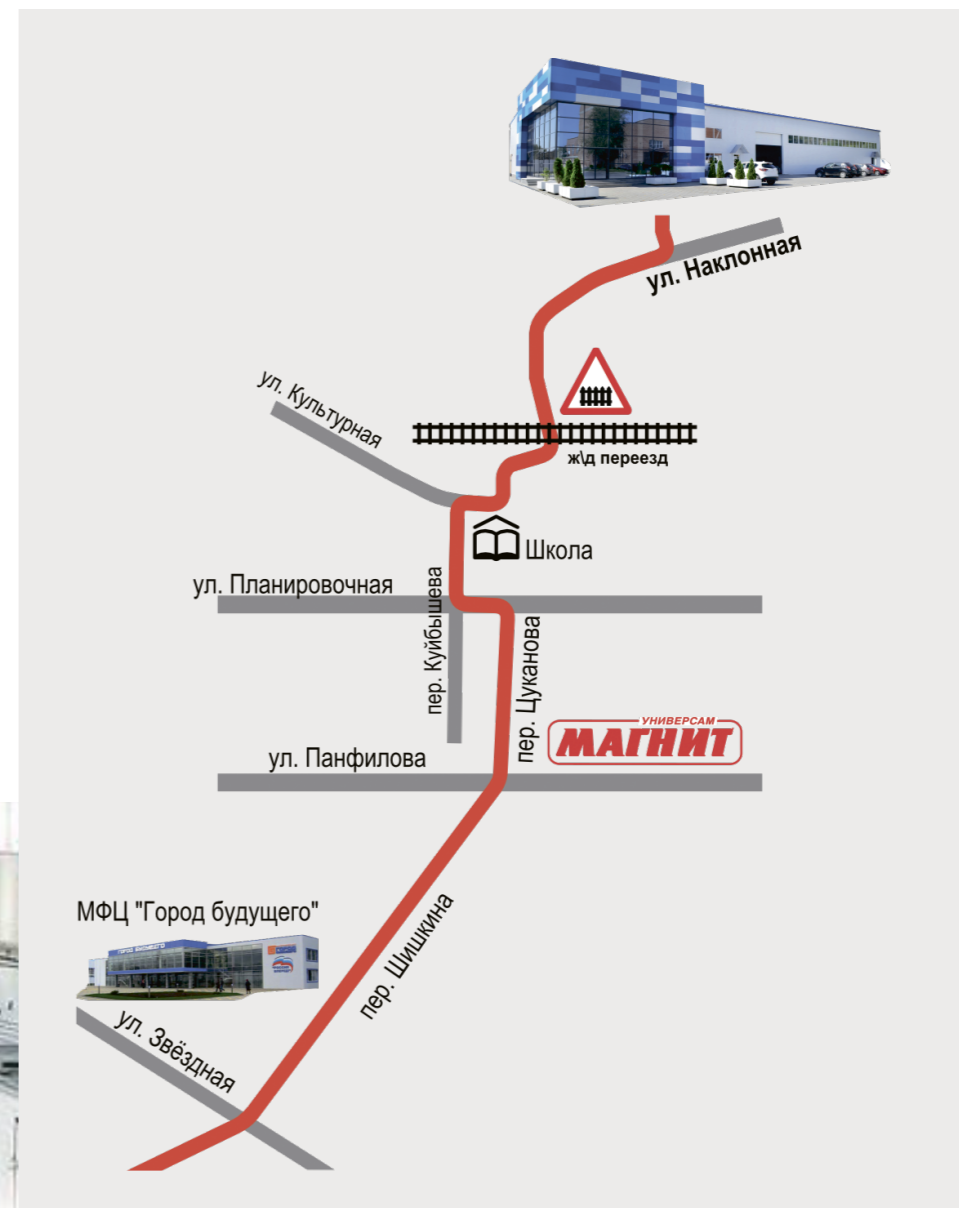 ул. Наклонная
ул. Культурная
ж\д переезд
Школа
ул. Планировочная
пер. Куйбышева
пер. Цуканова
УНИВЕРСАМ
МАГНИТ
ул. Панфилова
МФЦ "Город будущего"
пер. Шишкина
ул. Звёздная